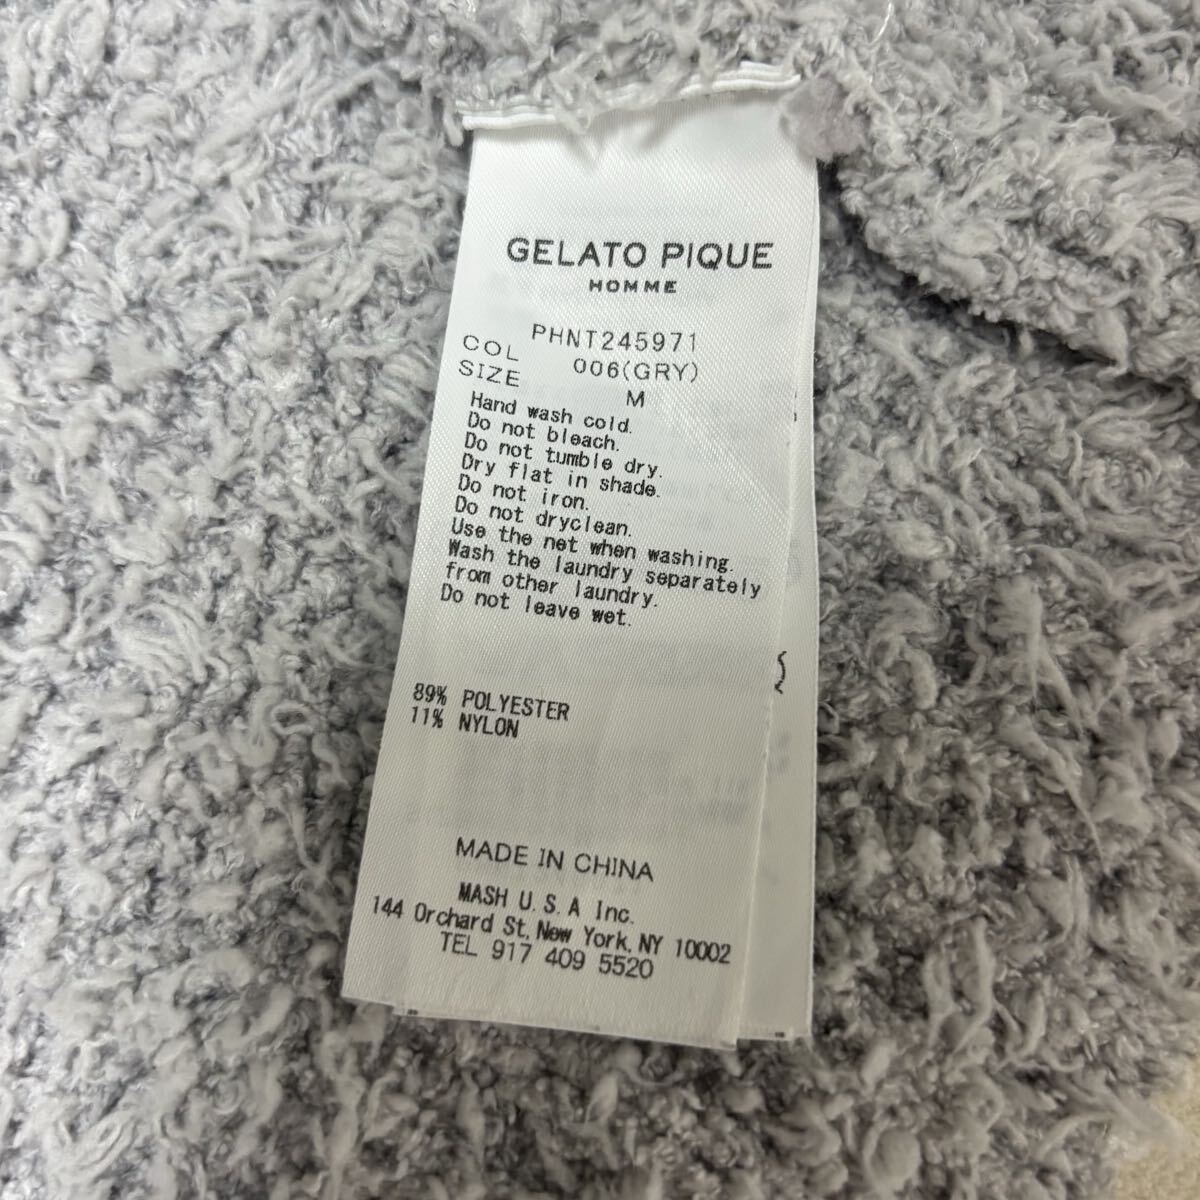 GELATO PIQUE
HOMME
PHNT245971
COL 006(GRY)
SIZE M
Hand wash cold.
Do not bleach.
Do not tumble dry.
Dry flat in shade.
Do not iron.
Do not dryclean.
Use the net when washing.
Wash the laundry separately
from other laundry.
Do not leave wet.
89% POLYESTER
11% NYLON
MADE IN CHINA
MASH U.S.A Inc.
144 Orchard St, New York, NY 10002
TEL 917 409 5520